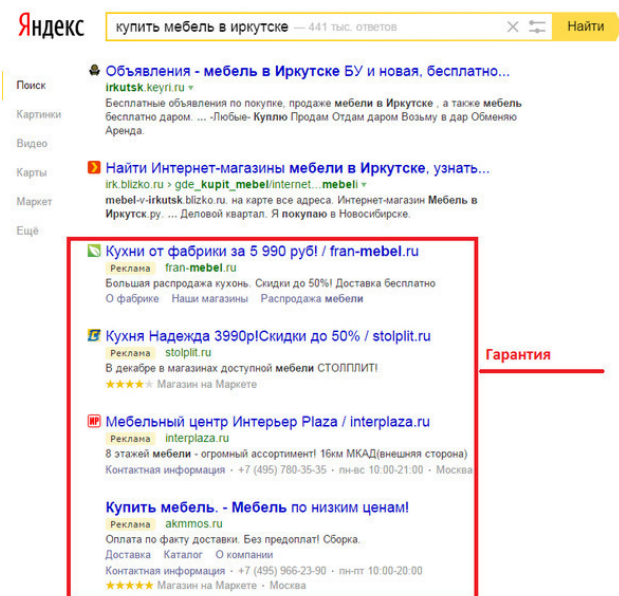 Яндекс
купить мебель в иркутске — 441 тыс. ответов
Найти
Поиск
Картинки
Видео
Карты
Маркет
Ещё
Объявления - мебель в Иркутске БУ и новая, бесплатно...
irkutsk.keyri.ru
Бесплатные объявления по покупке, продаже мебели в Иркутске , а также мебель
бесплатно даром. ... -Любые- Куплю Продам Отдам даром Возьму в дар Обменяю
Аренда.
Найти Интернет-магазины мебели в Иркутске, узнать...
irk.blizko.ru › gde_kupit_mebel/internet...mebeli
mebel-v-irkutsk.blizko.ru. на карте все адреса. Интернет-магазин Мебель в
Иркутск.ру. ... Деловой квартал. Я покупаю в Новосибирске.
Кухни от фабрики за 5 990 руб! / fran-mebel.ru
Реклама fran-mebel.ru
Большая распродажа кухонь. Скидки до 50%! Доставка бесплатно
О фабрике Наши магазины Распродажа мебели
Кухня Надежда 3990р!Скидки до 50% / stolplit.ru
Реклама stolplit.ru
В декабре в магазинах доступной мебели СТОЛПЛИТ!
Магазин на Маркете
Гарантия
Мебельный центр Интерьер Plaza / interplaza.ru
Реклама interplaza.ru
8 этажей мебели - огромный ассортимент! 16км МКАД(внешняя сторона)
Контактная информация · +7 (495) 780-35-35 · пн-вс 10:00-21:00 · Москва
Купить мебель. - Мебель по низким ценам!
Реклама akmmos.ru
Оплата по факту доставки. Без предоплат! Сборка.
Доставка Каталог О компании
Контактная информация · +7 (495) 966-23-90 · пн-пт 10:00-20:00
Магазин на Маркете · Москва